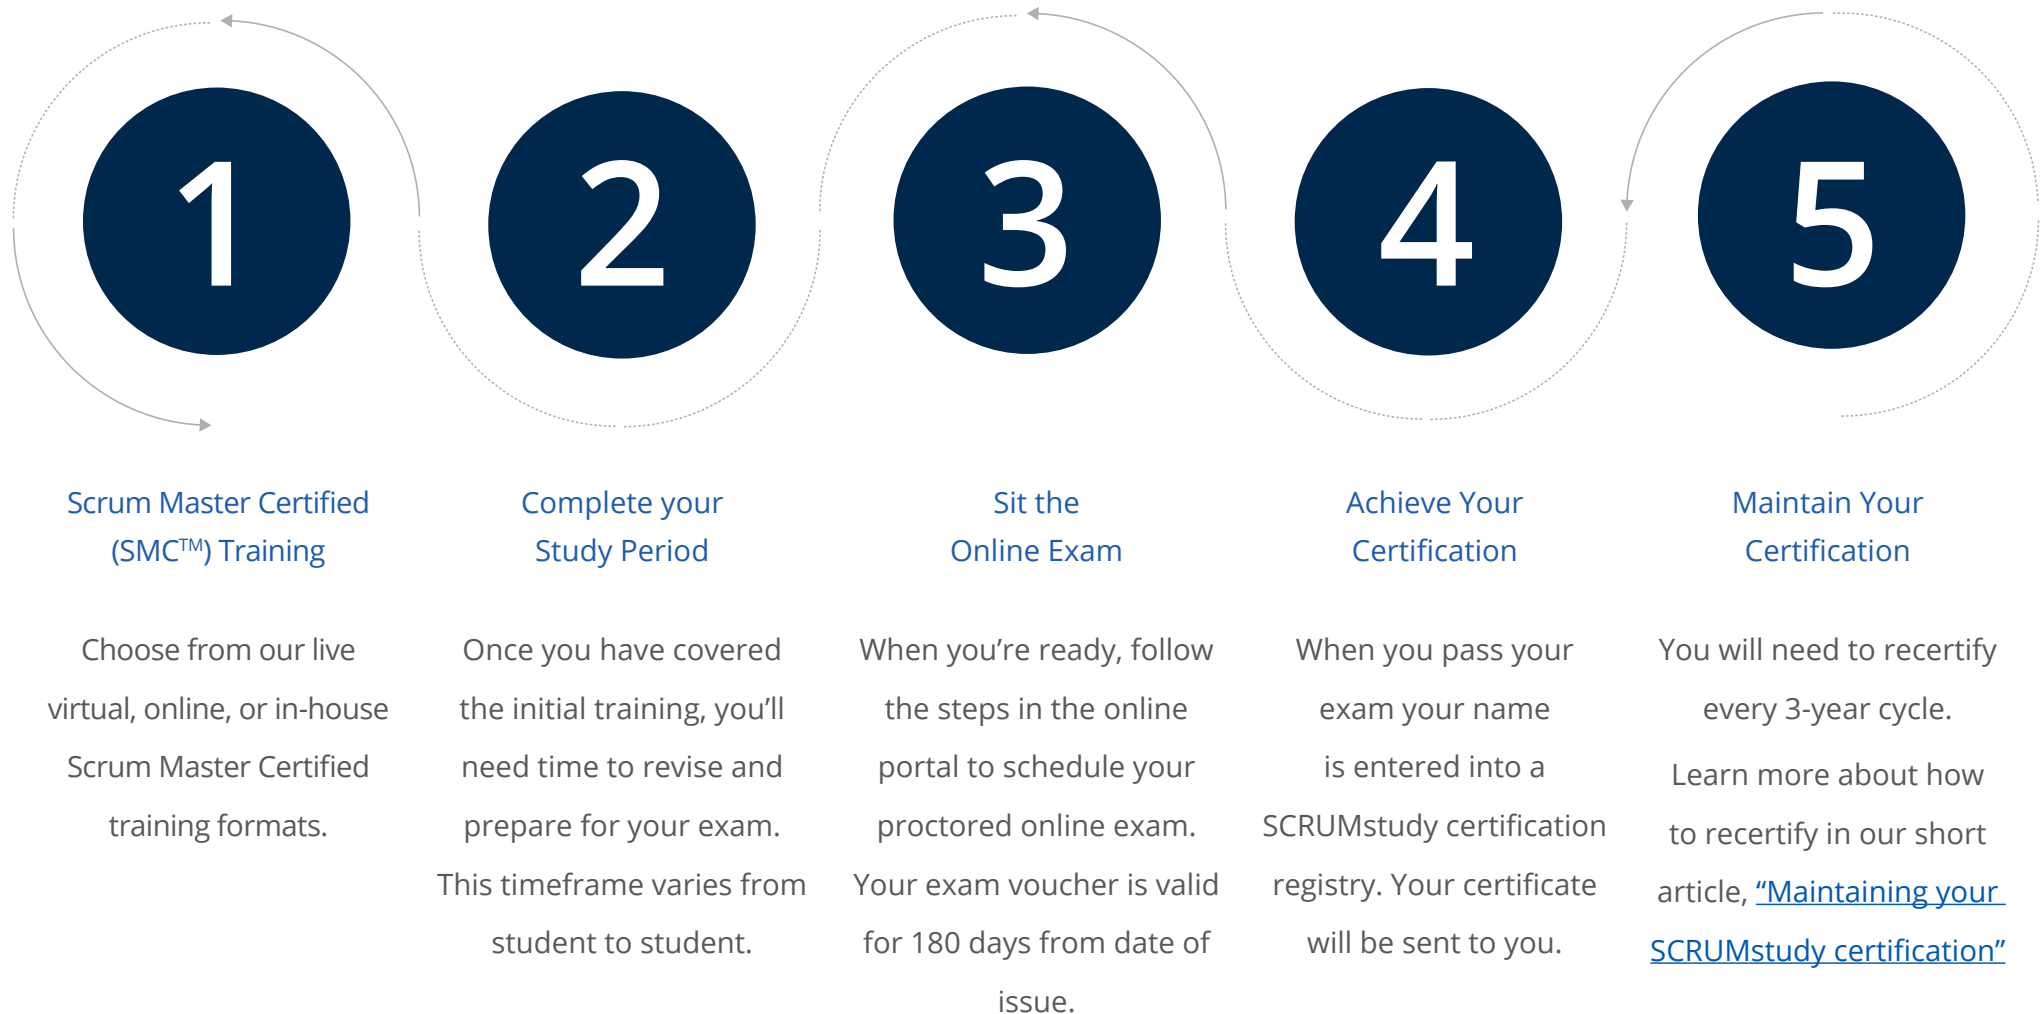 1
Scrum Master Certified
(SMC™) Training
Choose from our live
virtual, online, or in-house
Scrum Master Certified
training formats.
2
Complete your
Study Period
Once you have covered
the initial training, you’ll
need time to revise and
prepare for your exam.
This timeframe varies from
student to student.
3
Sit the
Online Exam
When you’re ready, follow
the steps in the online
portal to schedule your
proctored online exam.
Your exam voucher is valid
for 180 days from date of
issue.
4
Achieve Your
Certification
When you pass your
exam your name
is entered into a
SCRUMstudy certification
registry. Your certificate
will be sent to you.
5
Maintain Your
Certification
You will need to recertify
every 3-year cycle.
Learn more about how
to recertify in our short
article, “Maintaining your
SCRUMstudy certification”